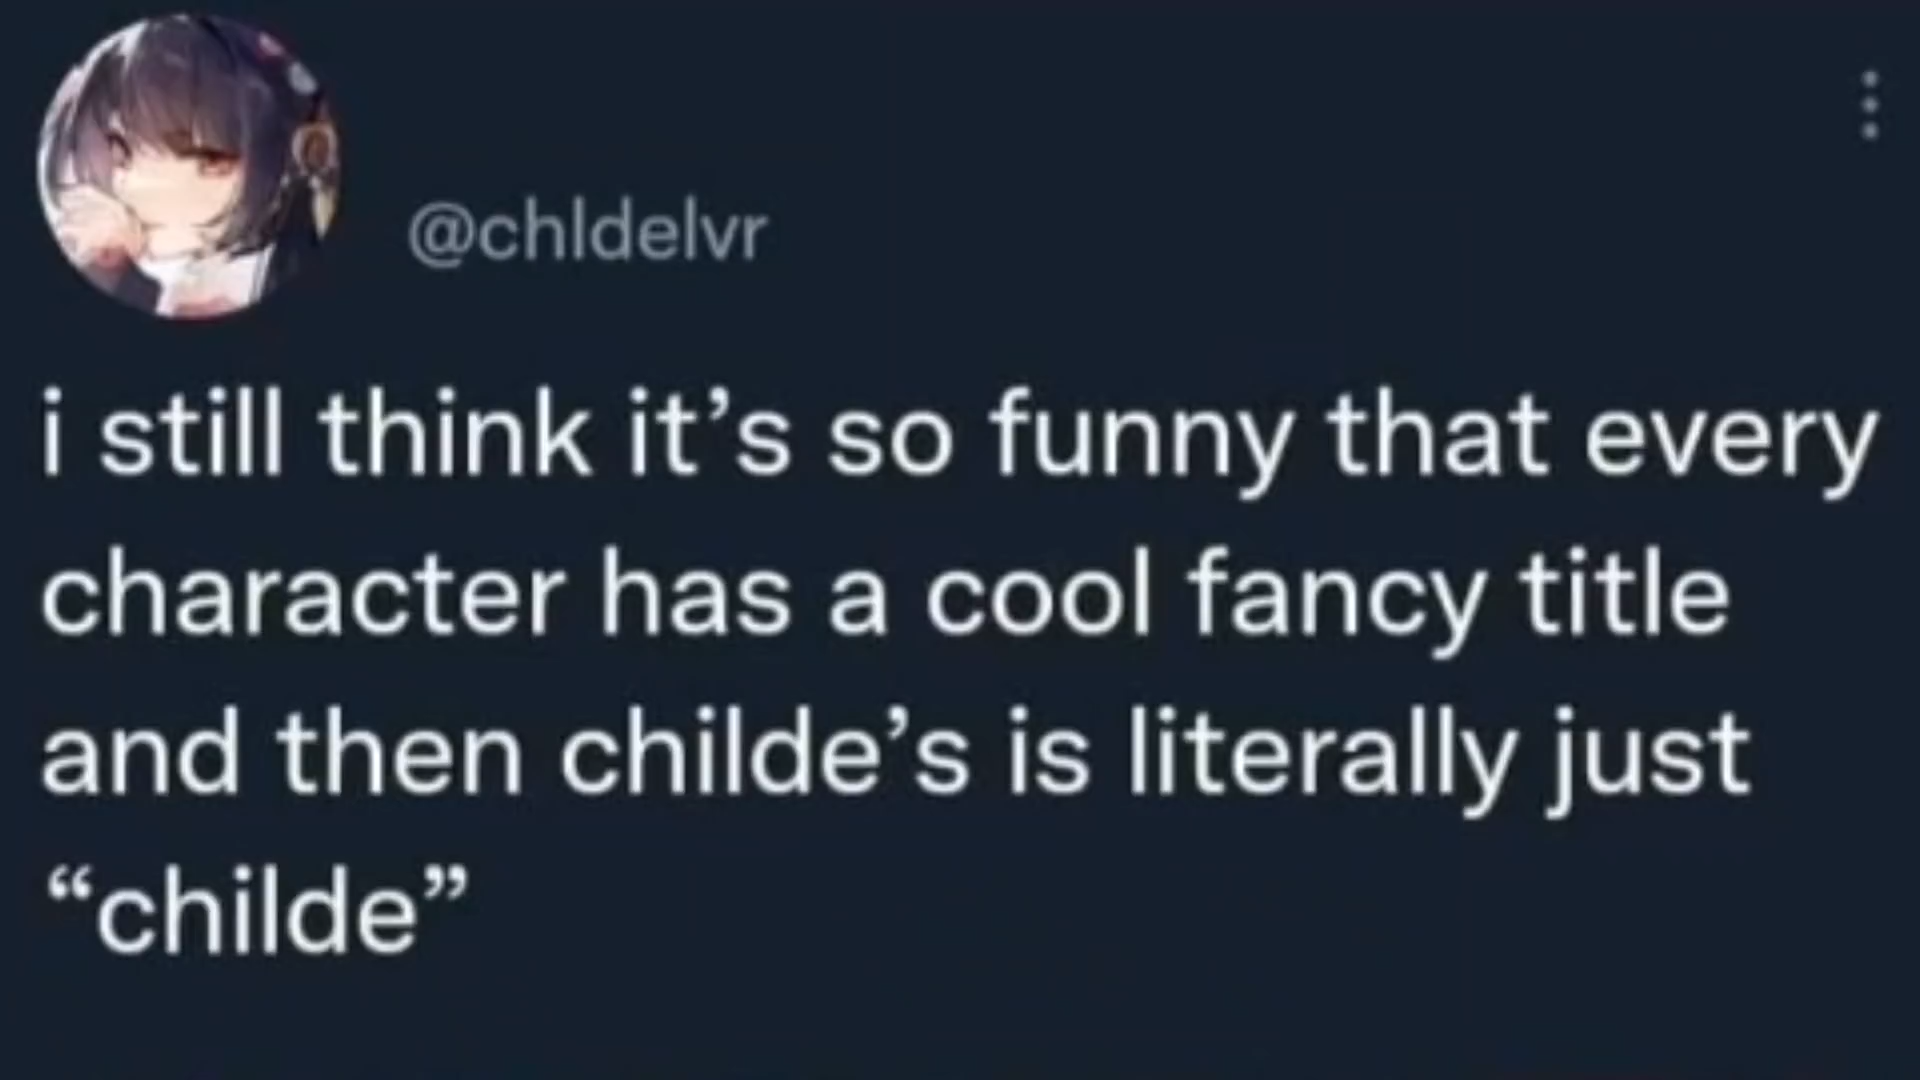 @chldelvr
i still think it’s so funny that every
character has a cool fancy title
and then childe’s is literally just
“childe”